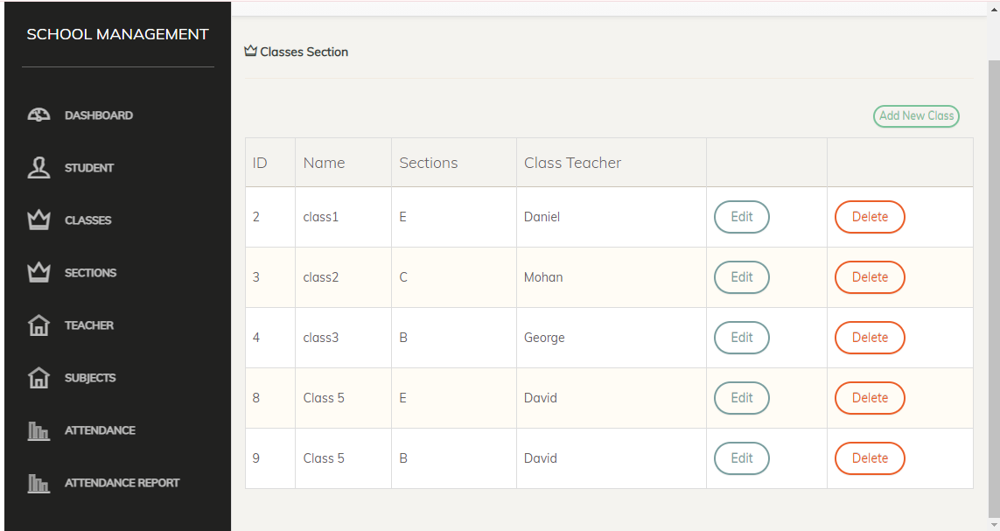 SCHOOL MANAGEMENT
DASHBOARD
STUDENT
CLASSES
SECTIONS
TEACHER
SUBJECTS
ATTENDANCE
ATTENDANCE REPORT
Classes Section
Add New Class
ID Name Sections Class Teacher
2 class1 E Daniel Edit Delete
3 class2 C Mohan Edit Delete
4 class3 B George Edit Delete
8 Class 5 E David Edit Delete
9 Class 5 B David Edit Delete